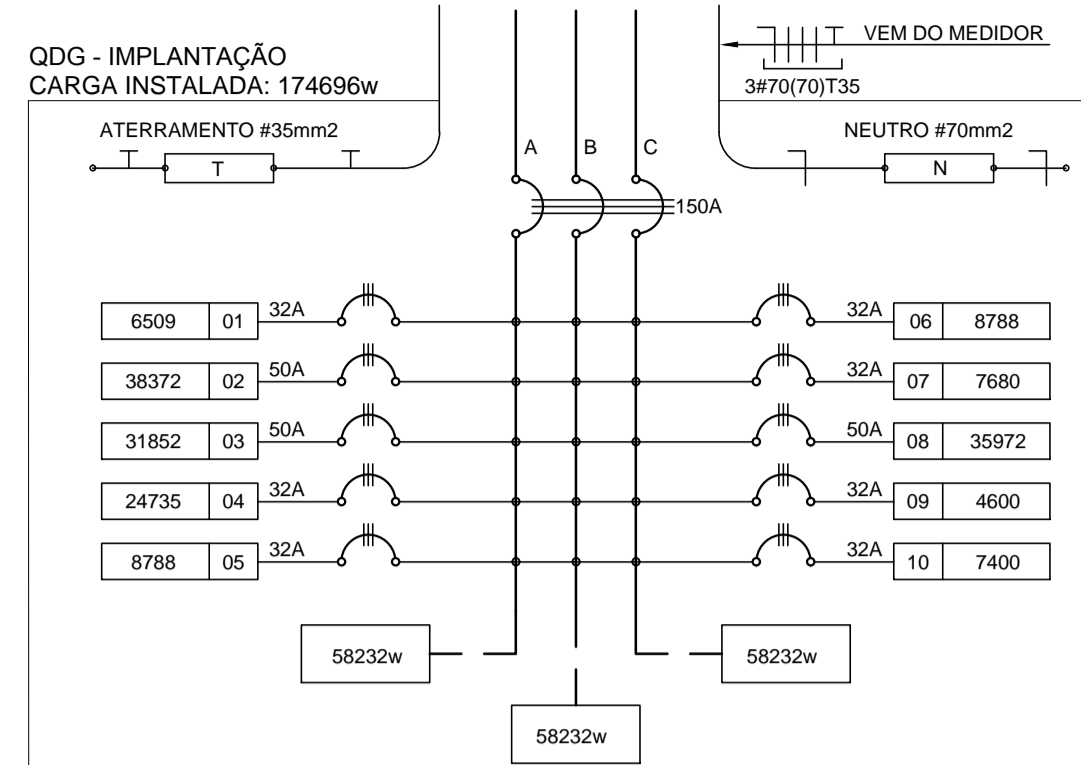 QDG - IMPLANTAÇÃO
CARGA INSTALADA: 174696w
VEM DO MEDIDOR
3#70(70)T35
ATERRAMENTO #35mm2
T
A B C
NEUTRO #70mm2
N
150A
6509 01 32A
32A 06 8788
38372 02 50A
32A 07 7680
31852 03 50A
50A 08 35972
24735 04 32A
32A 09 4600
8788 05 32A
32A 10 7400
58232w
58232w
58232w